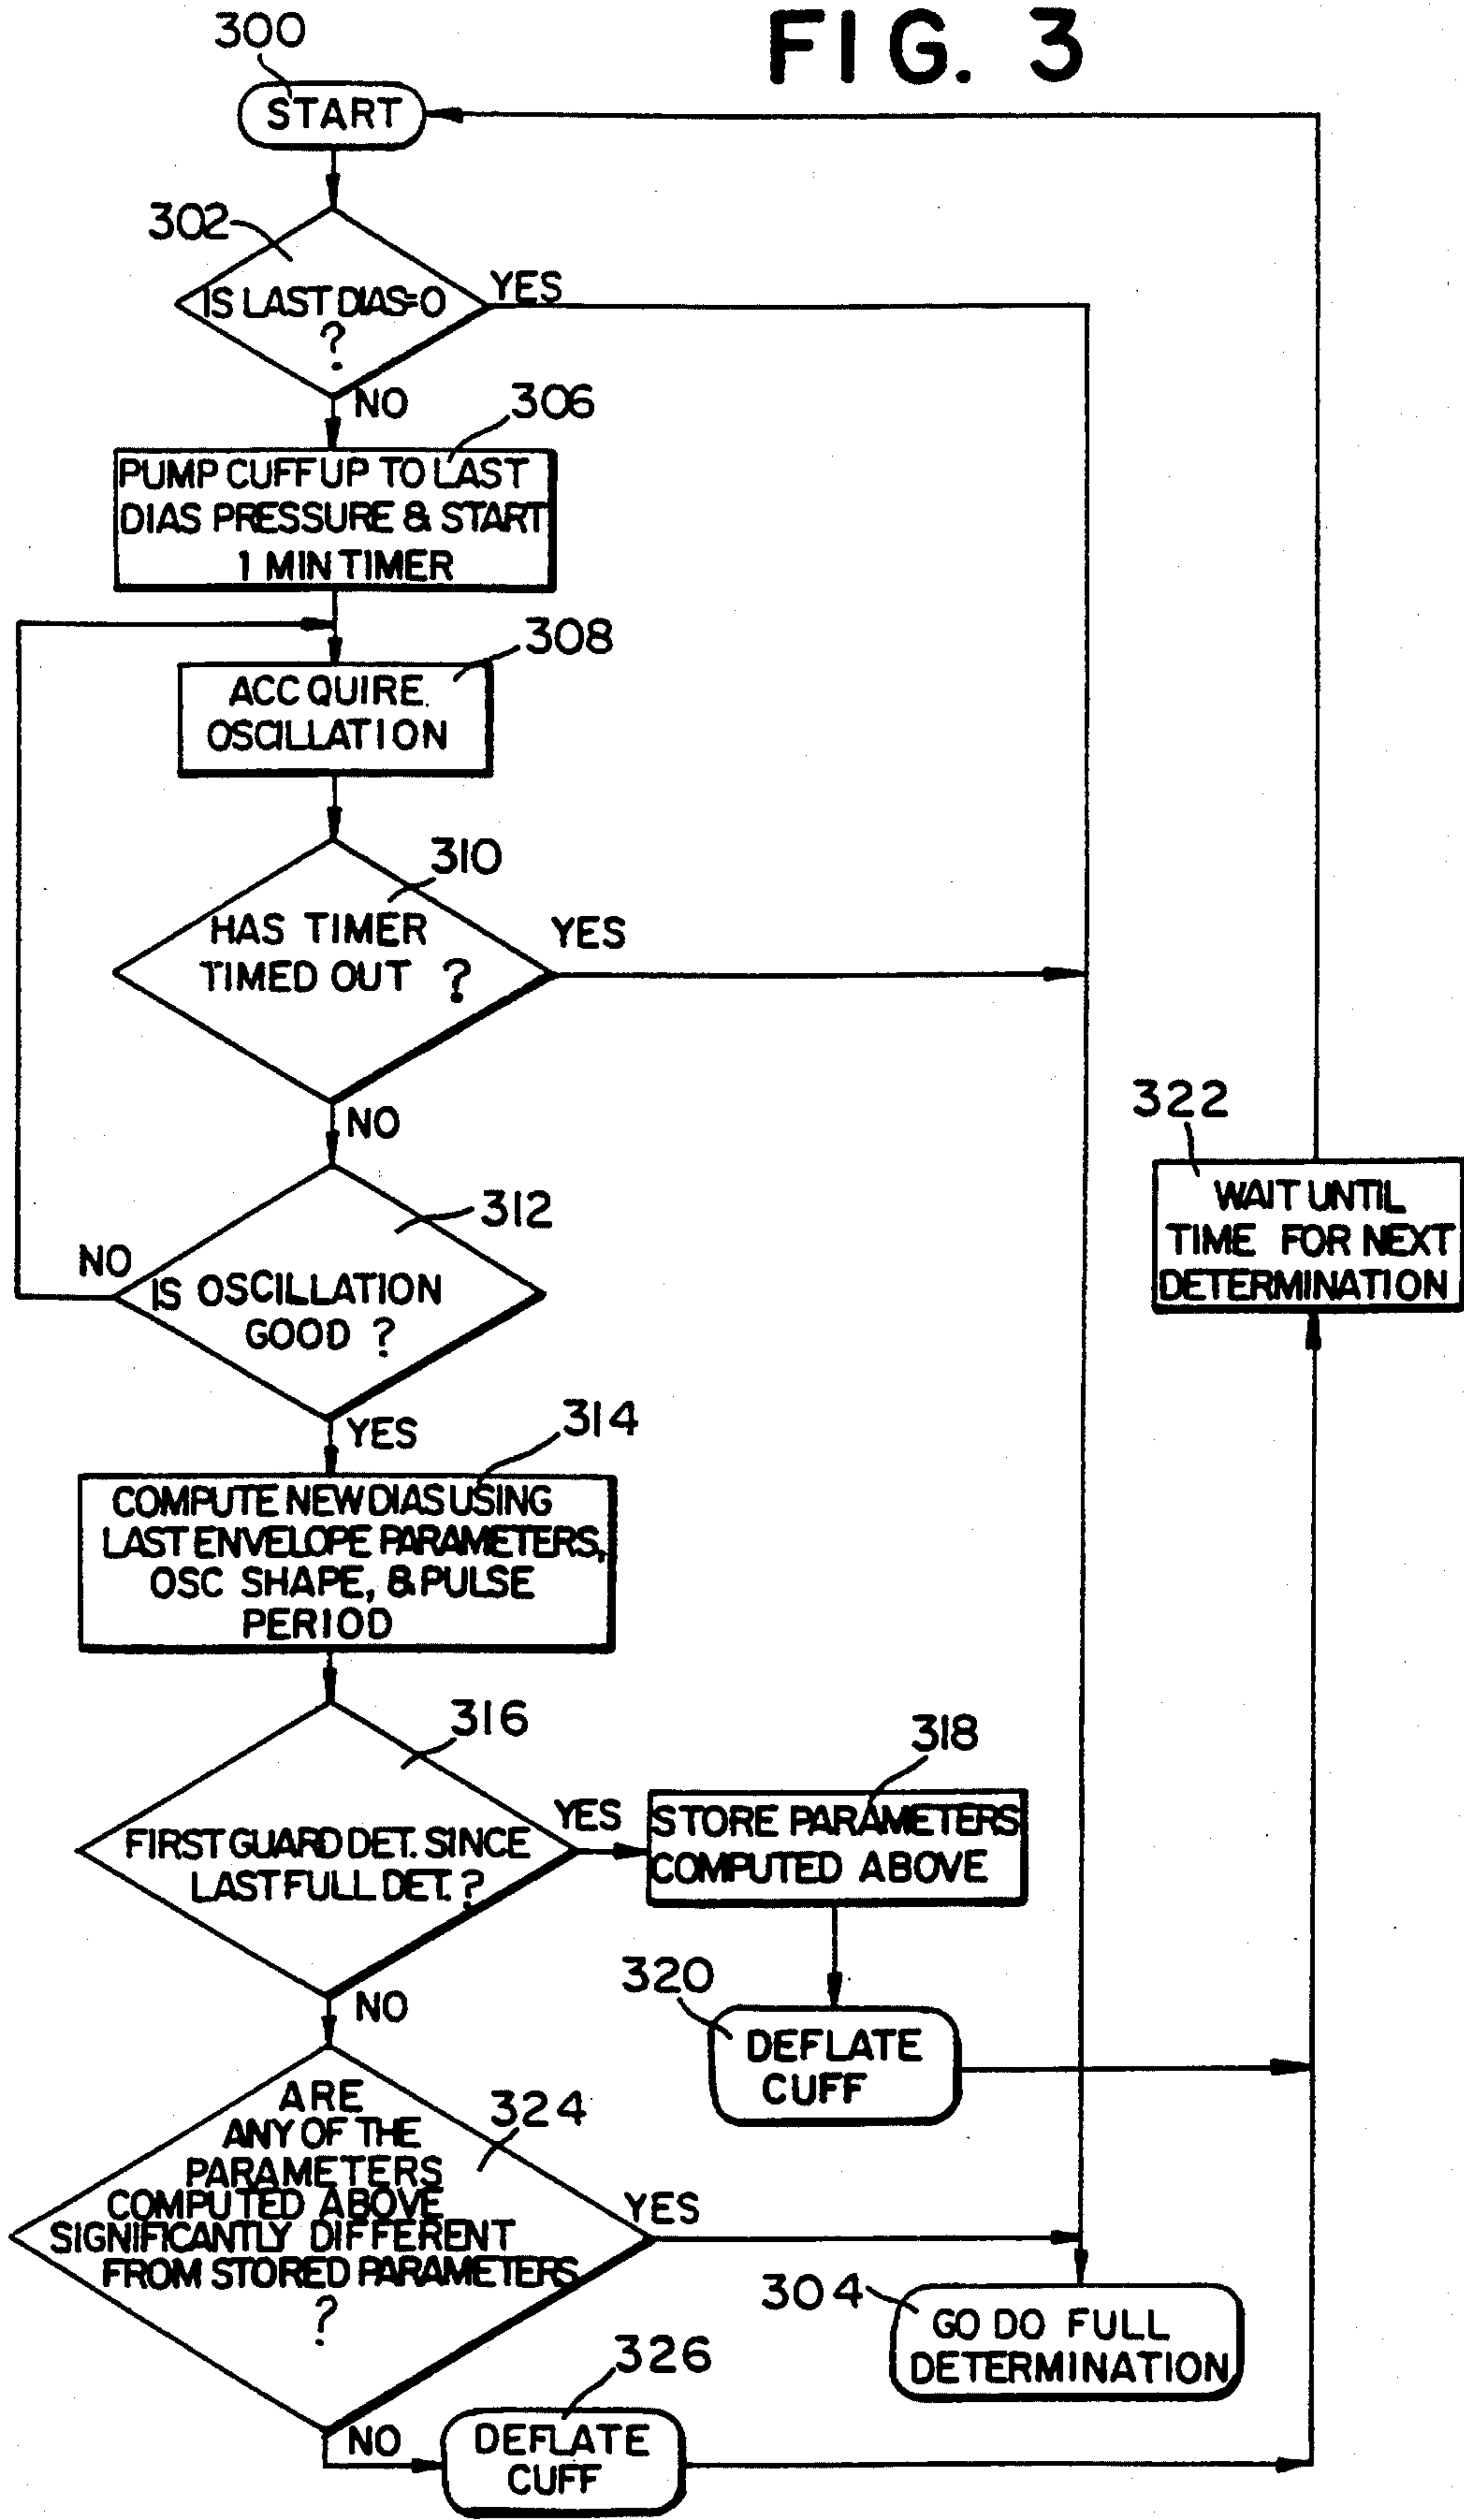 FIG. 3
300
START
302
IS LAST DIAS=0
?
YES
NO
306
PUMP CUFF UP TO LAST
DIAS PRESSURE & START
1 MIN TIMER
308
ACCQUIRE
OSCILLATION
310
HAS TIMER
TIMED OUT ?
YES
NO
312
IS OSCILLATION
GOOD ?
NO
YES
314
COMPUTE NEW DIAS USING
LAST ENVELOPE PARAMETERS,
OSC SHAPE, & PULSE
PERIOD
316
FIRST GUARD DET. SINCE
LAST FULL DET. ?
YES
NO
318
STORE PARAMETERS
COMPUTED ABOVE
320
DEFLATE
CUFF
322
WAIT UNTIL
TIME FOR NEXT
DETERMINATION
324
ARE
ANY OF THE
PARAMETERS
COMPUTED ABOVE
SIGNIFICANTLY DIFFERENT
FROM STORED PARAMETERS
?
YES
NO
304
GO DO FULL
DETERMINATION
326
DEFLATE
CUFF